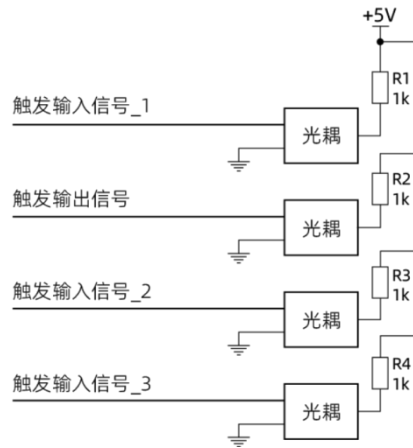 +5V
R1
1k
触发输入信号_1
光耦
R2
1k
触发输出信号
光耦
R3
1k
触发输入信号_2
光耦
R4
1k
触发输入信号_3
光耦